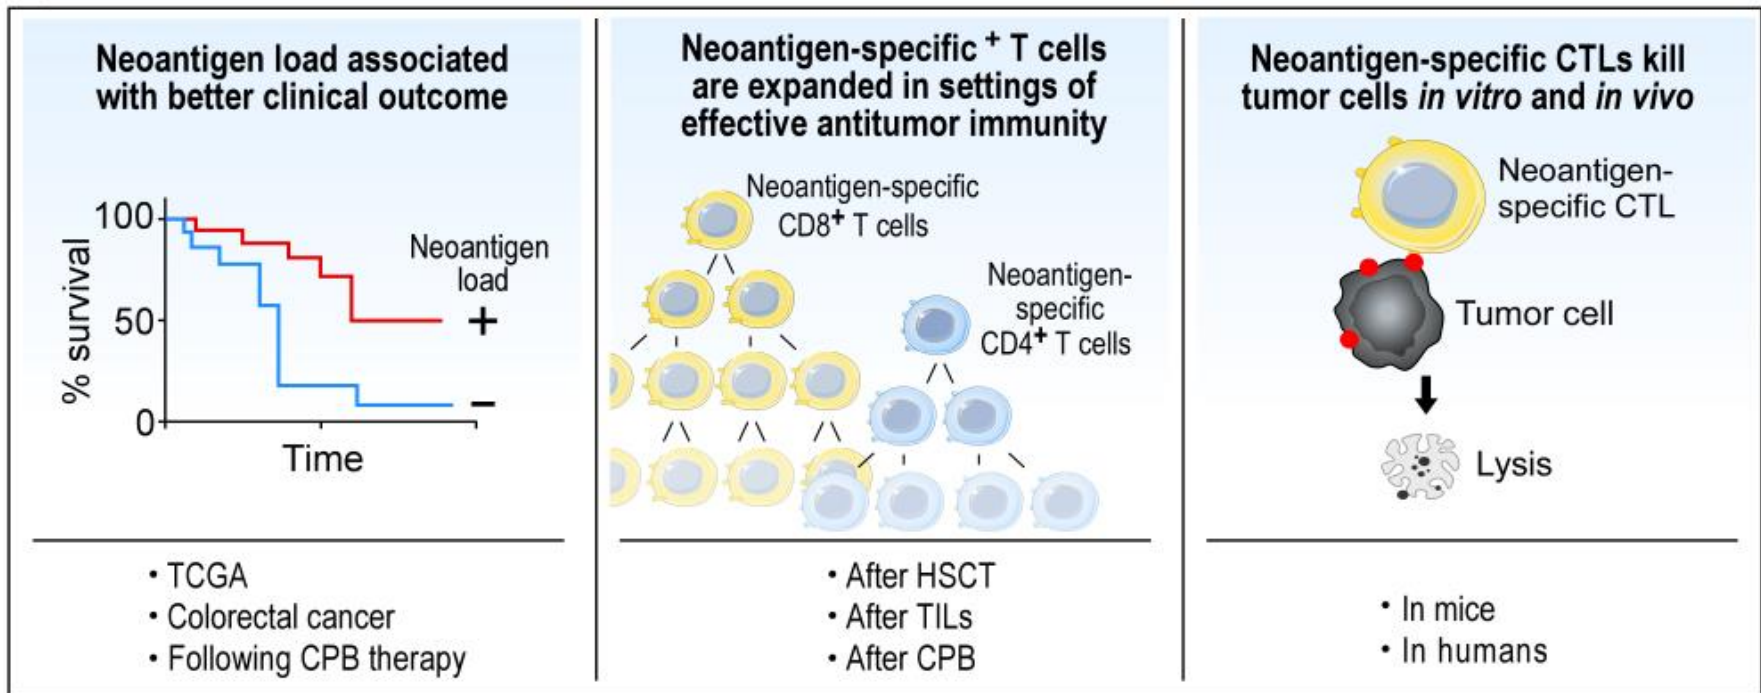 Neoantigen load associated
with better clinical outcome
100
50
0
% survival
Time
Neoantigen
load
+
−
• TCGA
• Colorectal cancer
• Following CPB therapy
Neoantigen-specific ⁺ T cells
are expanded in settings of
effective antitumor immunity
Neoantigen-specific
CD8⁺ T cells
Neoantigen-
specific
CD4⁺ T cells
• After HSCT
• After TILs
• After CPB
Neoantigen-specific CTLs kill
tumor cells in vitro and in vivo
Neoantigen-
specific CTL
Tumor cell
Lysis
• In mice
• In humans